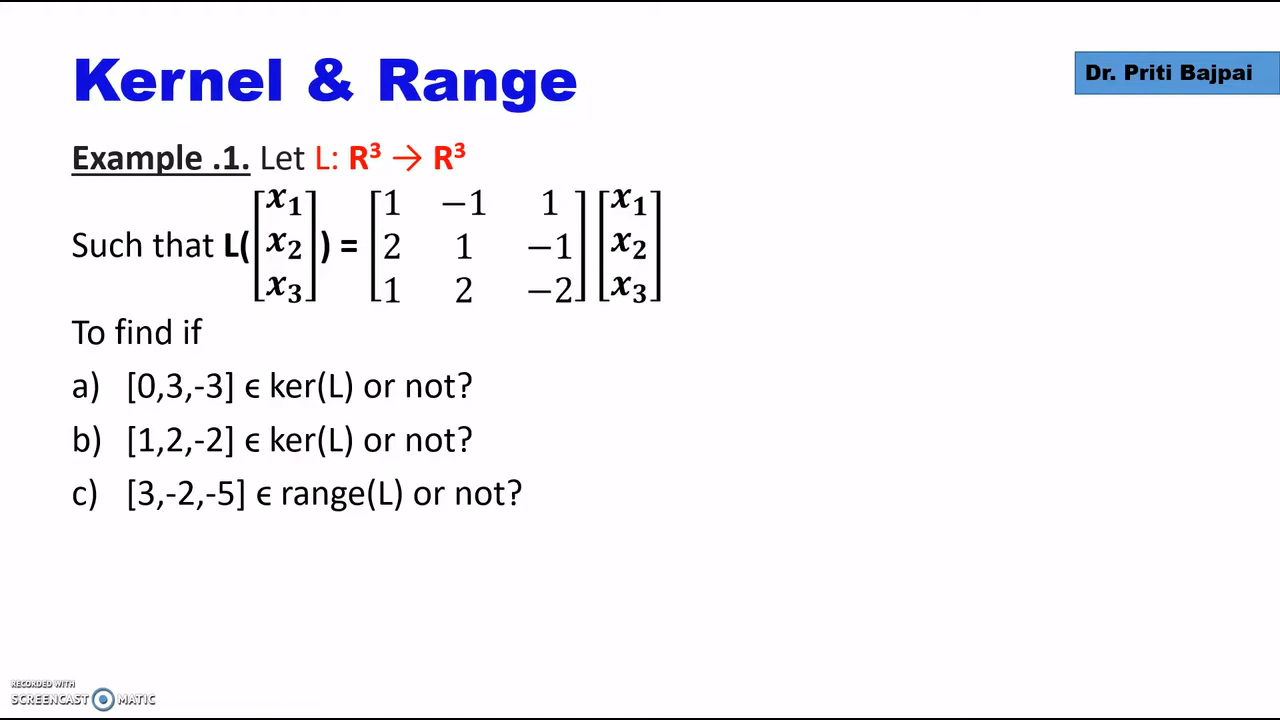 Kernel & Range
Dr. Priti Bajpai
Example .1. Let L: R³ → R³
Such that L([x₁ x₂ x₃]) = [1 −1 1; 2 1 −1; 1 2 −2] [x₁ x₂ x₃]
To find if
a) [0,3,-3] ϵ ker(L) or not?
b) [1,2,-2] ϵ ker(L) or not?
c) [3,-2,-5] ϵ range(L) or not?
RECORDED WITH
SCREENCAST MATIC